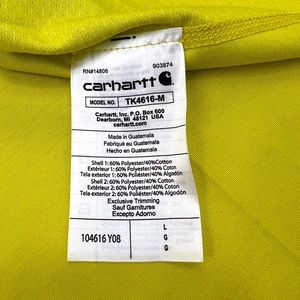 RN#14806 903874
carhartt
MODEL NO. TK4616-M
Carhartt, Inc. P.O. Box 600
Dearborn, MI 48121 USA
carhartt.com
Made in Guatemala
Fabriqué au Guatemala
Hecho en Guatemala
Shell 1: 60% Polyester/40% Cotton
Extérieur 1: 60% Polyester/40% Coton
Tela exterior 1: 60% Poliéster/40% Algodón
Shell 2: 60% Polyester/40% Cotton
Extérieur 2: 60% Polyester/40% Coton
Tela exterior 2: 60% Poliéster/40% Algodón
Exclusive Trimming
Sauf Garnitures
Excepto Adorno
104616 Y08
L
G
G